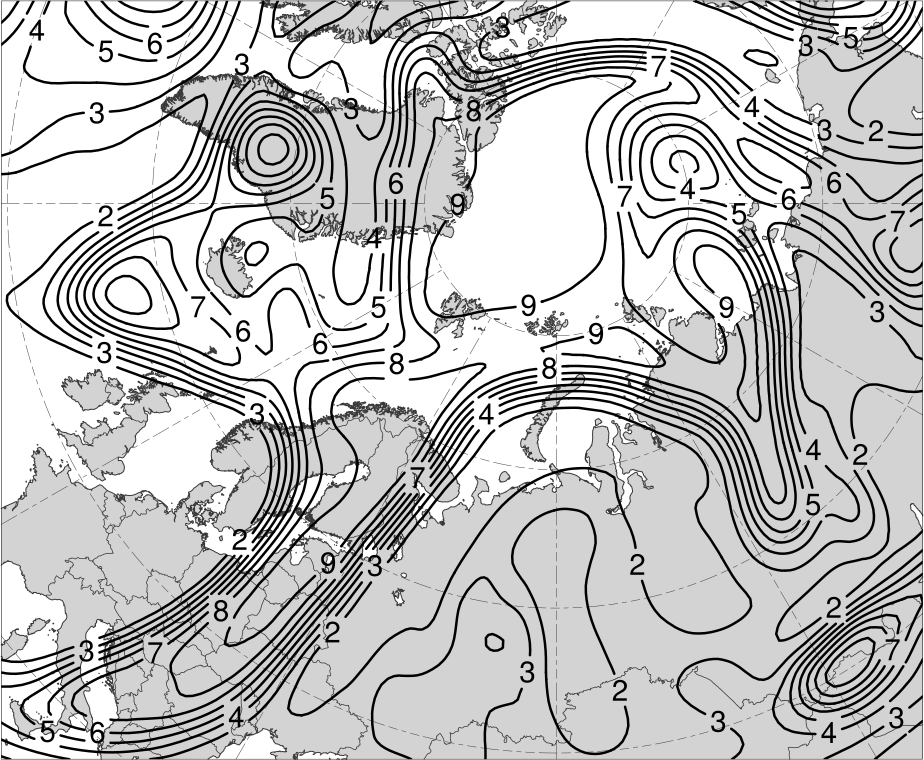 4 5 6 3 3 5
3 7
3 3 8 4 3 2
6 7 4 6 6
2 5 9 5 7
4
7 5 9 9 3
6 6 9
3 8 8
3 4
7 4 2
5
2 9 3 2
8 2 2
3 7 7
3 2
5 6 4 3 4 3